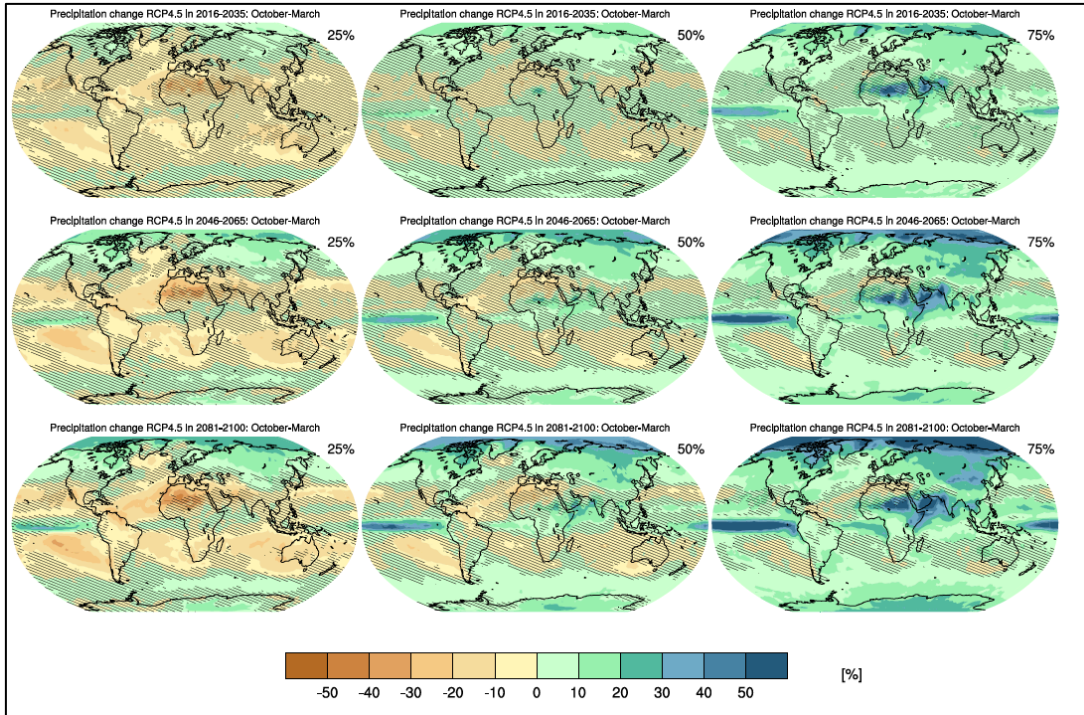 Precipitation change RCP4.5 in 2016-2035: October-March
25%
Precipitation change RCP4.5 in 2016-2035: October-March
50%
Precipitation change RCP4.5 in 2016-2035: October-March
75%
Precipitation change RCP4.5 in 2046-2065: October-March
25%
Precipitation change RCP4.5 in 2046-2065: October-March
50%
Precipitation change RCP4.5 in 2046-2065: October-March
75%
Precipitation change RCP4.5 in 2081-2100: October-March
25%
Precipitation change RCP4.5 in 2081-2100: October-March
50%
Precipitation change RCP4.5 in 2081-2100: October-March
75%
[%]
-50 -40 -30 -20 -10 0 10 20 30 40 50